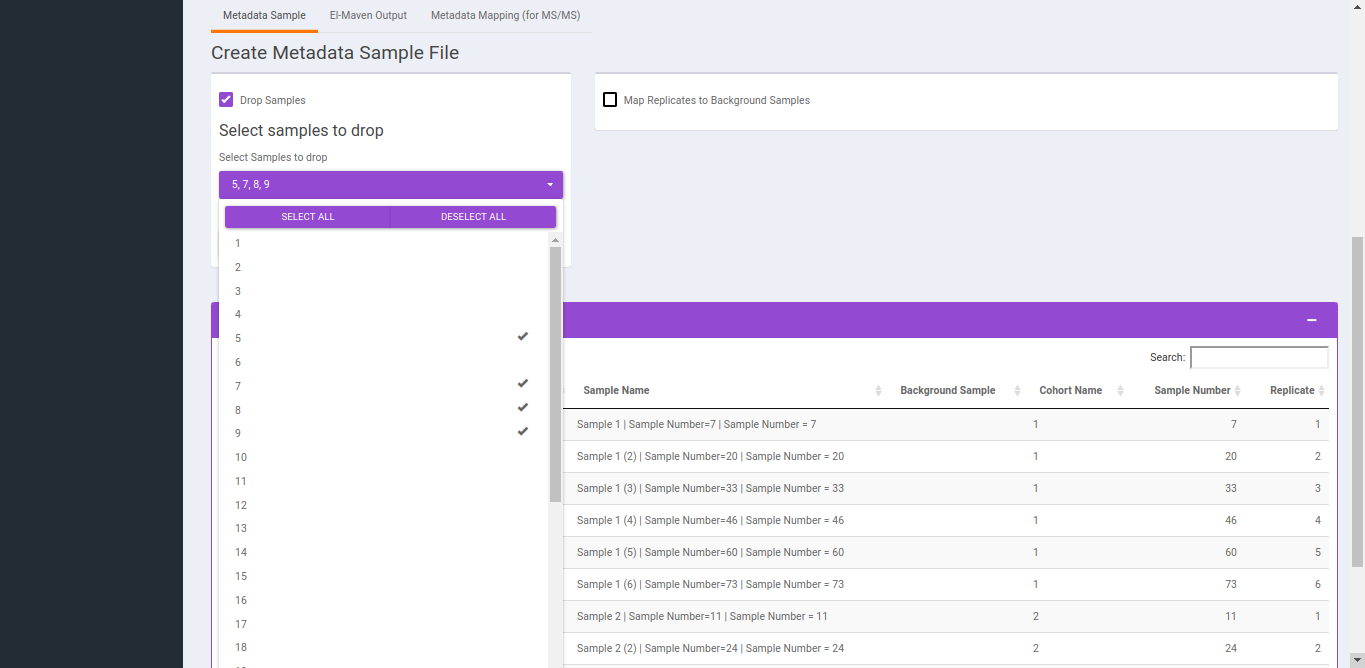 Metadata Sample El-Maven Output Metadata Mapping (for MS/MS)
Create Metadata Sample File
Drop Samples
Map Replicates to Background Samples
Select samples to drop
Select Samples to drop
5, 7, 8, 9
SELECT ALL DESELECT ALL
1
2
3
4
5
6
7
8
9
10
11
12
13
14
15
16
17
18
Search:
Sample Name Background Sample Cohort Name Sample Number Replicate
Sample 1 | Sample Number=7 | Sample Number = 7 1 7 1
Sample 1 (2) | Sample Number=20 | Sample Number = 20 1 20 2
Sample 1 (3) | Sample Number=33 | Sample Number = 33 1 33 3
Sample 1 (4) | Sample Number=46 | Sample Number = 46 1 46 4
Sample 1 (5) | Sample Number=60 | Sample Number = 60 1 60 5
Sample 1 (6) | Sample Number=73 | Sample Number = 73 1 73 6
Sample 2 | Sample Number=11 | Sample Number = 11 2 11 1
Sample 2 (2) | Sample Number=24 | Sample Number = 24 2 24 2